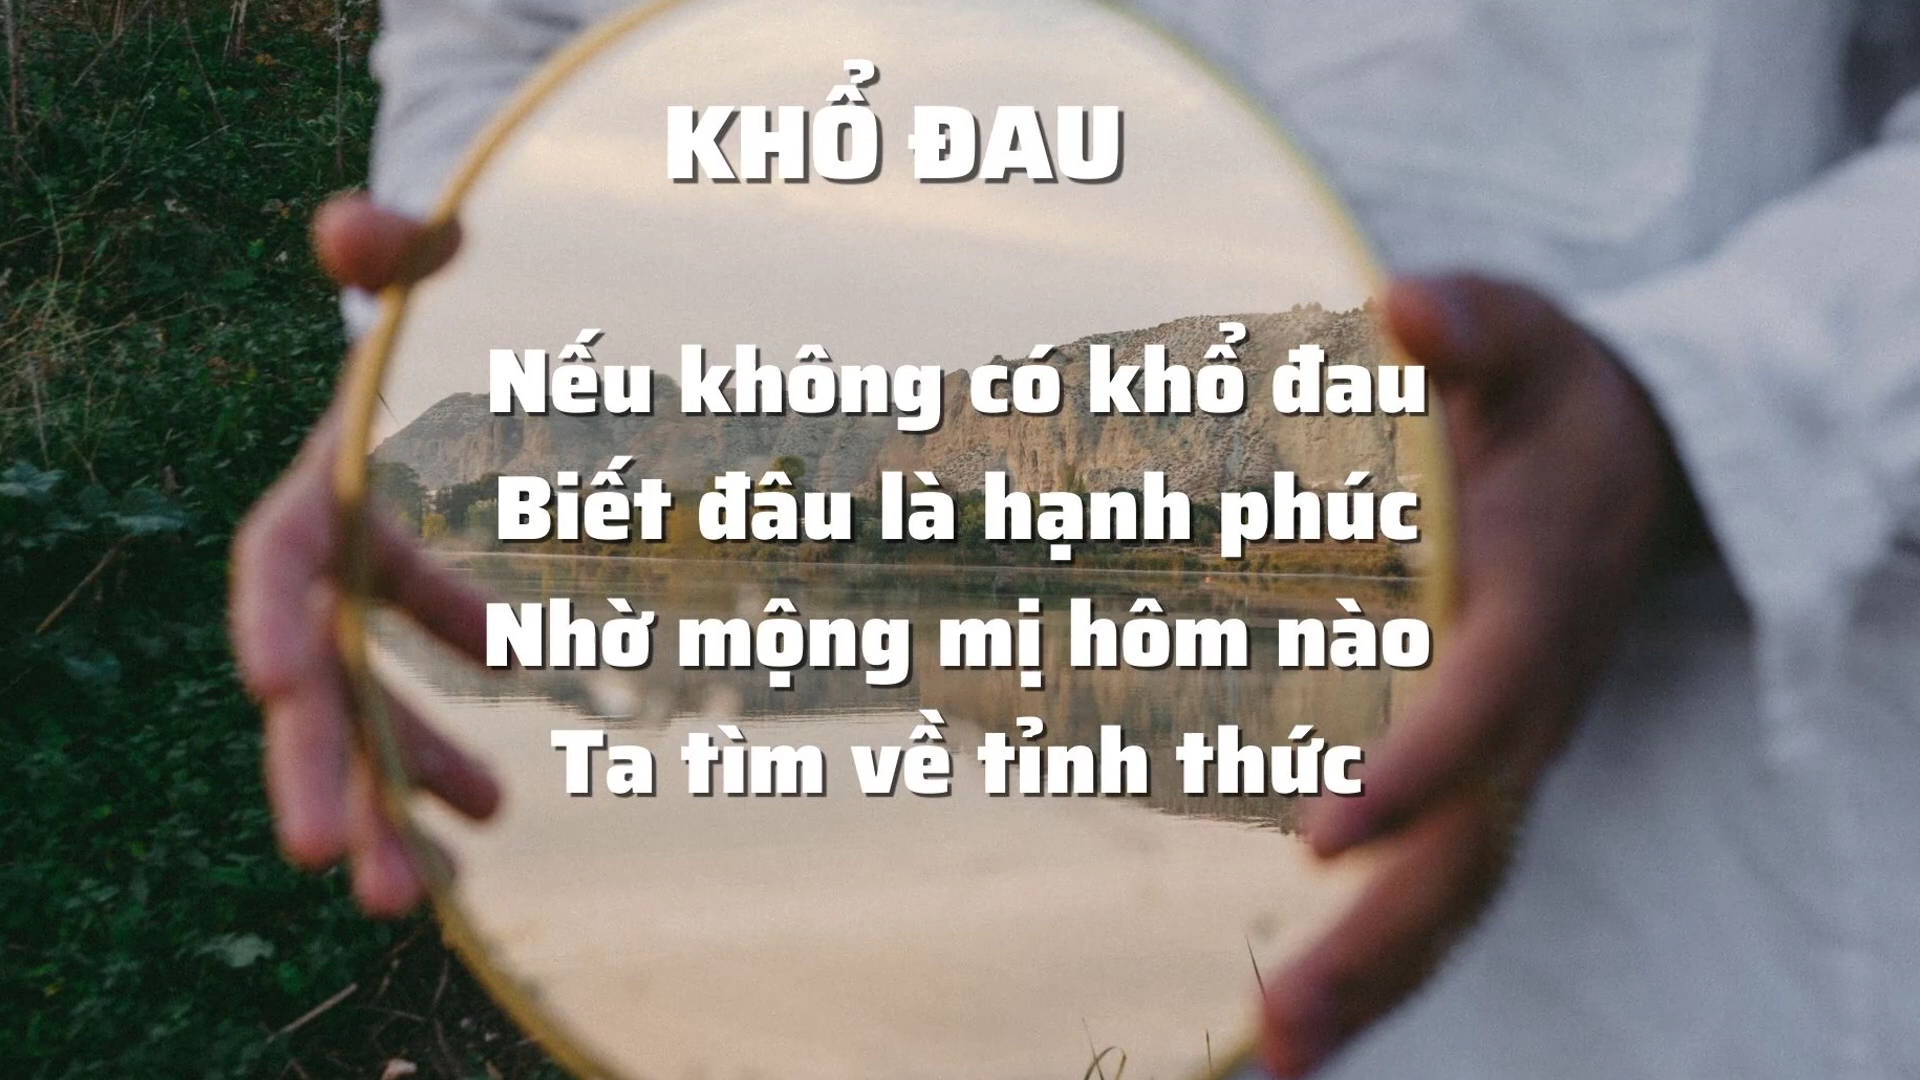 KHỔ ĐAU
Nếu không có khổ đau
Biết đâu là hạnh phúc
Nhờ mộng mị hôm nào
Ta tìm về tỉnh thức